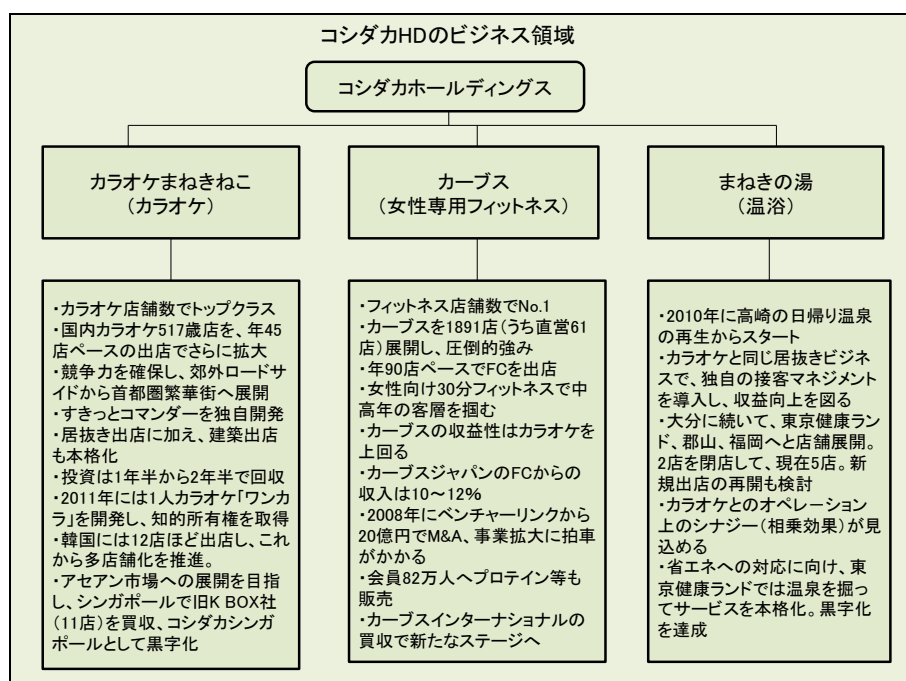 コシダカHDのビジネス領域
コシダカホールディングス
カラオケまねきねこ
（カラオケ）
・カラオケ店舗数でトップクラス
・国内カラオケ517歳店を、年45
店ペースの出店でさらに拡大
・競争力を確保し、郊外ロードサ
イドから首都圏繁華街へ展開
・すきっとコマンダーを独自開発
・居抜き出店に加え、建築出店
も本格化
・投資は1年半から2年半で回収
・2011年には1人カラオケ「ワンカ
ラ」を開発し、知的所有権を取得
・韓国には12店ほど出店し、これ
から多店舗化を推進。
・アセアン市場への展開を目指
し、シンガポールで旧K BOX社
（11店）を買収、コシダカシンガ
ポールとして黒字化
カーブス
（女性専用フィットネス）
・フィットネス店舗数でNo.1
・カーブスを1891店（うち直営61
店）展開し、圧倒的強み
・年90店ペースでFCを出店
・女性向け30分フィットネスで中
高年の客層を掴む
・カーブスの収益性はカラオケを
上回る
・カーブスジャパンのFCからの
収入は10～12％
・2008年にベンチャーリンクから
20億円でM&A、事業拡大に拍車
がかかる
・会員82万人へプロテイン等も
販売
・カーブスインターナショナルの
買収で新たなステージへ
まねきの湯
（温浴）
・2010年に高崎の日帰り温泉
の再生からスタート
・カラオケと同じ居抜きビジネ
スで、独自の接客マネジメント
を導入し、収益向上を図る
・大分に続いて、東京健康ラン
ド、郡山、福岡へと店舗展開。
2店を閉店して、現在5店。新
規出店の再開も検討
・カラオケとのオペレーション
上のシナジー（相乗効果）が見
込める
・省エネへの対応に向け、東
京健康ランドでは温泉を掘っ
てサービスを本格化。黒字化
を達成